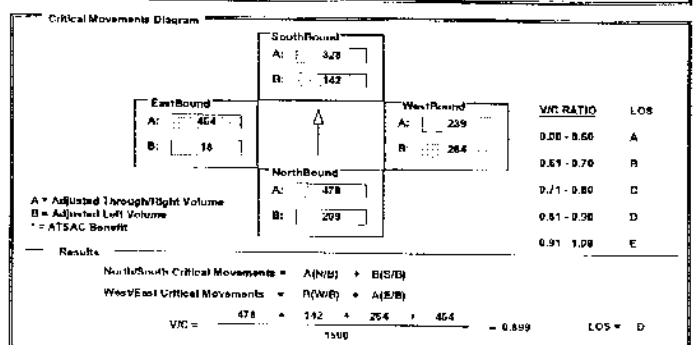 Critical Movements Diagram
SouthBound
A: 328
B: 142
EastBound
A: 464
B: 18
WestBound
A: 239
B: 264
V/C RATIO LOS
0.00 - 0.60 A
0.61 - 0.70 B
0.71 - 0.80 C
0.81 - 0.90 D
0.91 - 1.00 E
NorthBound
A: 478
B: 209
A = Adjusted Through/Right Volume
B = Adjusted Left Volume
* = ATSAC Benefit
Results
North/South Critical Movements = A(N/B) + B(S/B)
West/East Critical Movements = B(W/B) + A(E/B)
V/C = 478 + 142 + 264 + 464 = 0.899 LOS = D
1500